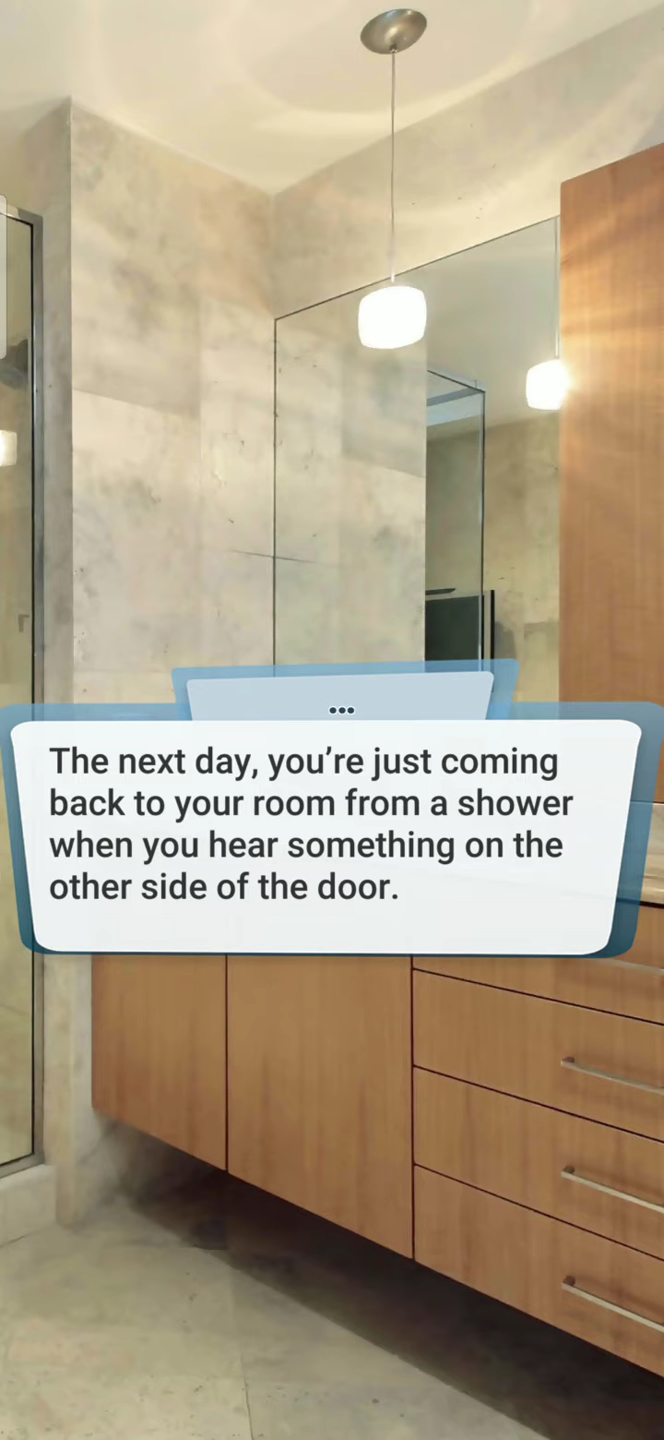 ...
The next day, you’re just coming
back to your room from a shower
when you hear something on the
other side of the door.